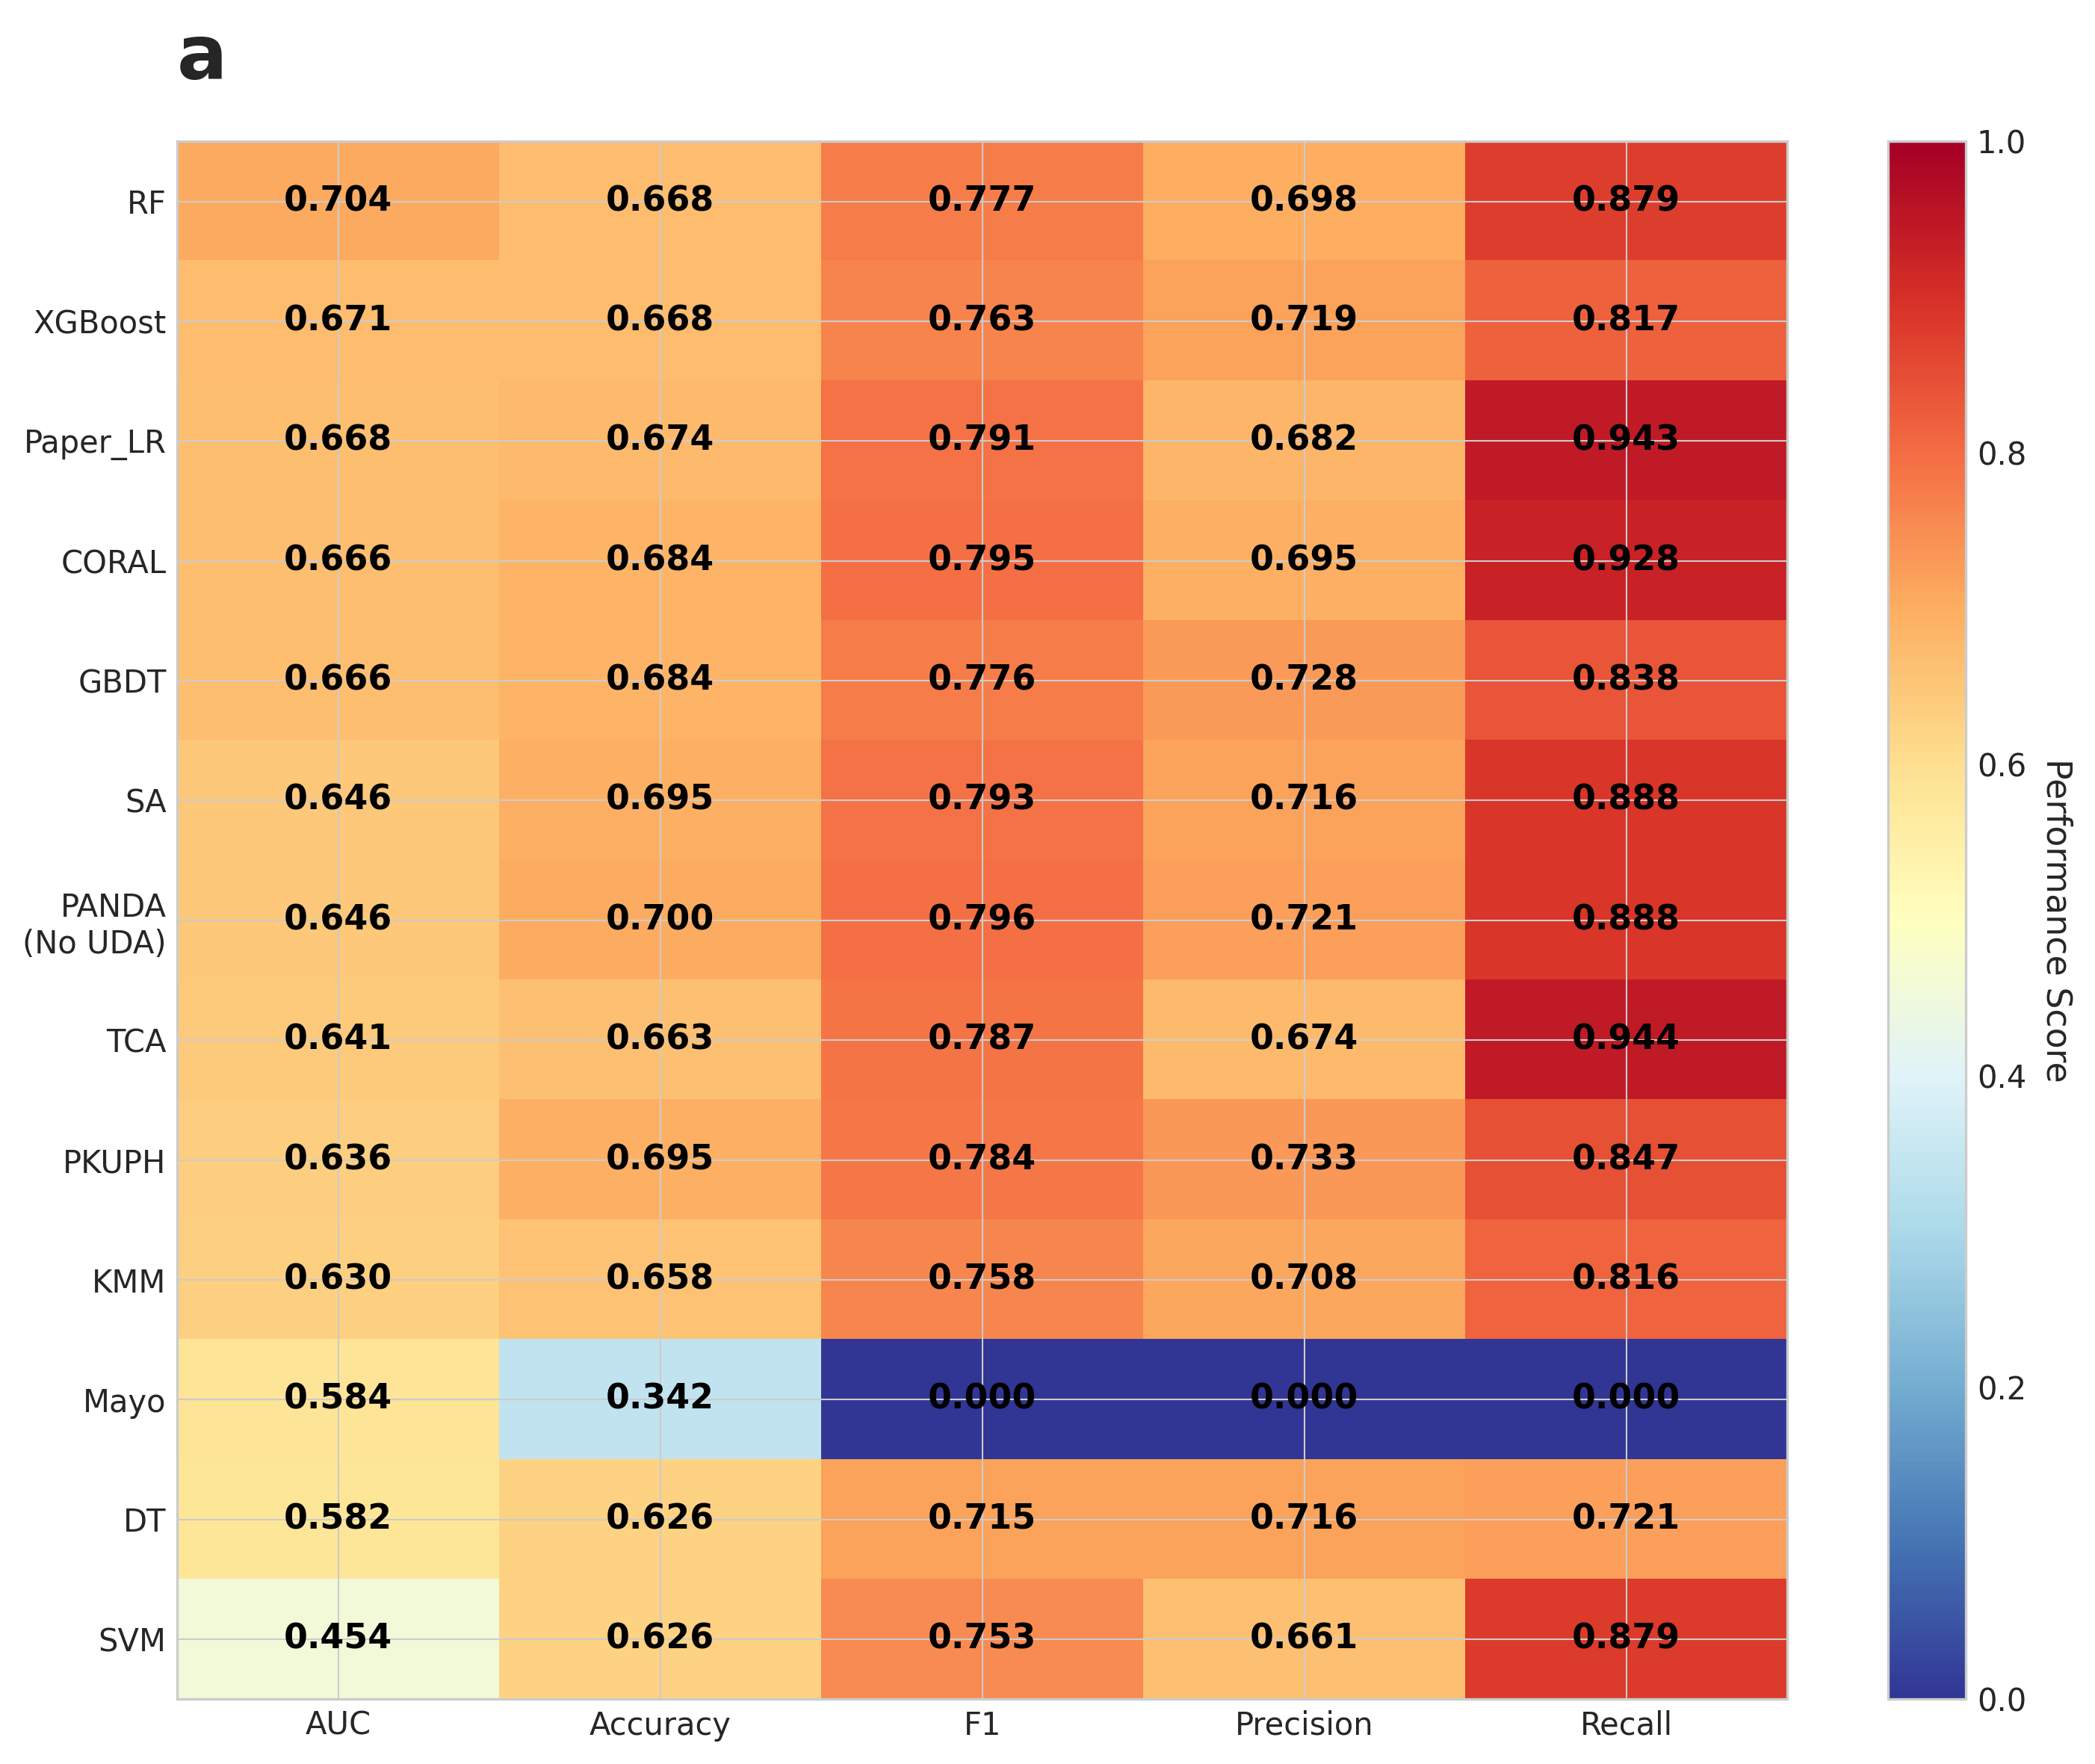 a
RF 0.704 0.668 0.777 0.698 0.879
XGBoost 0.671 0.668 0.763 0.719 0.817
Paper_LR 0.668 0.674 0.791 0.682 0.943
CORAL 0.666 0.684 0.795 0.695 0.928
GBDT 0.666 0.684 0.776 0.728 0.838
SA 0.646 0.695 0.793 0.716 0.888
PANDA
(No UDA) 0.646 0.700 0.796 0.721 0.888
TCA 0.641 0.663 0.787 0.674 0.944
PKUPH 0.636 0.695 0.784 0.733 0.847
KMM 0.630 0.658 0.758 0.708 0.816
Mayo 0.584 0.342 0.000 0.000 0.000
DT 0.582 0.626 0.715 0.716 0.721
SVM 0.454 0.626 0.753 0.661 0.879
AUC Accuracy F1 Precision Recall
1.0
0.8
0.6
0.4
0.2
0.0
Performance Score